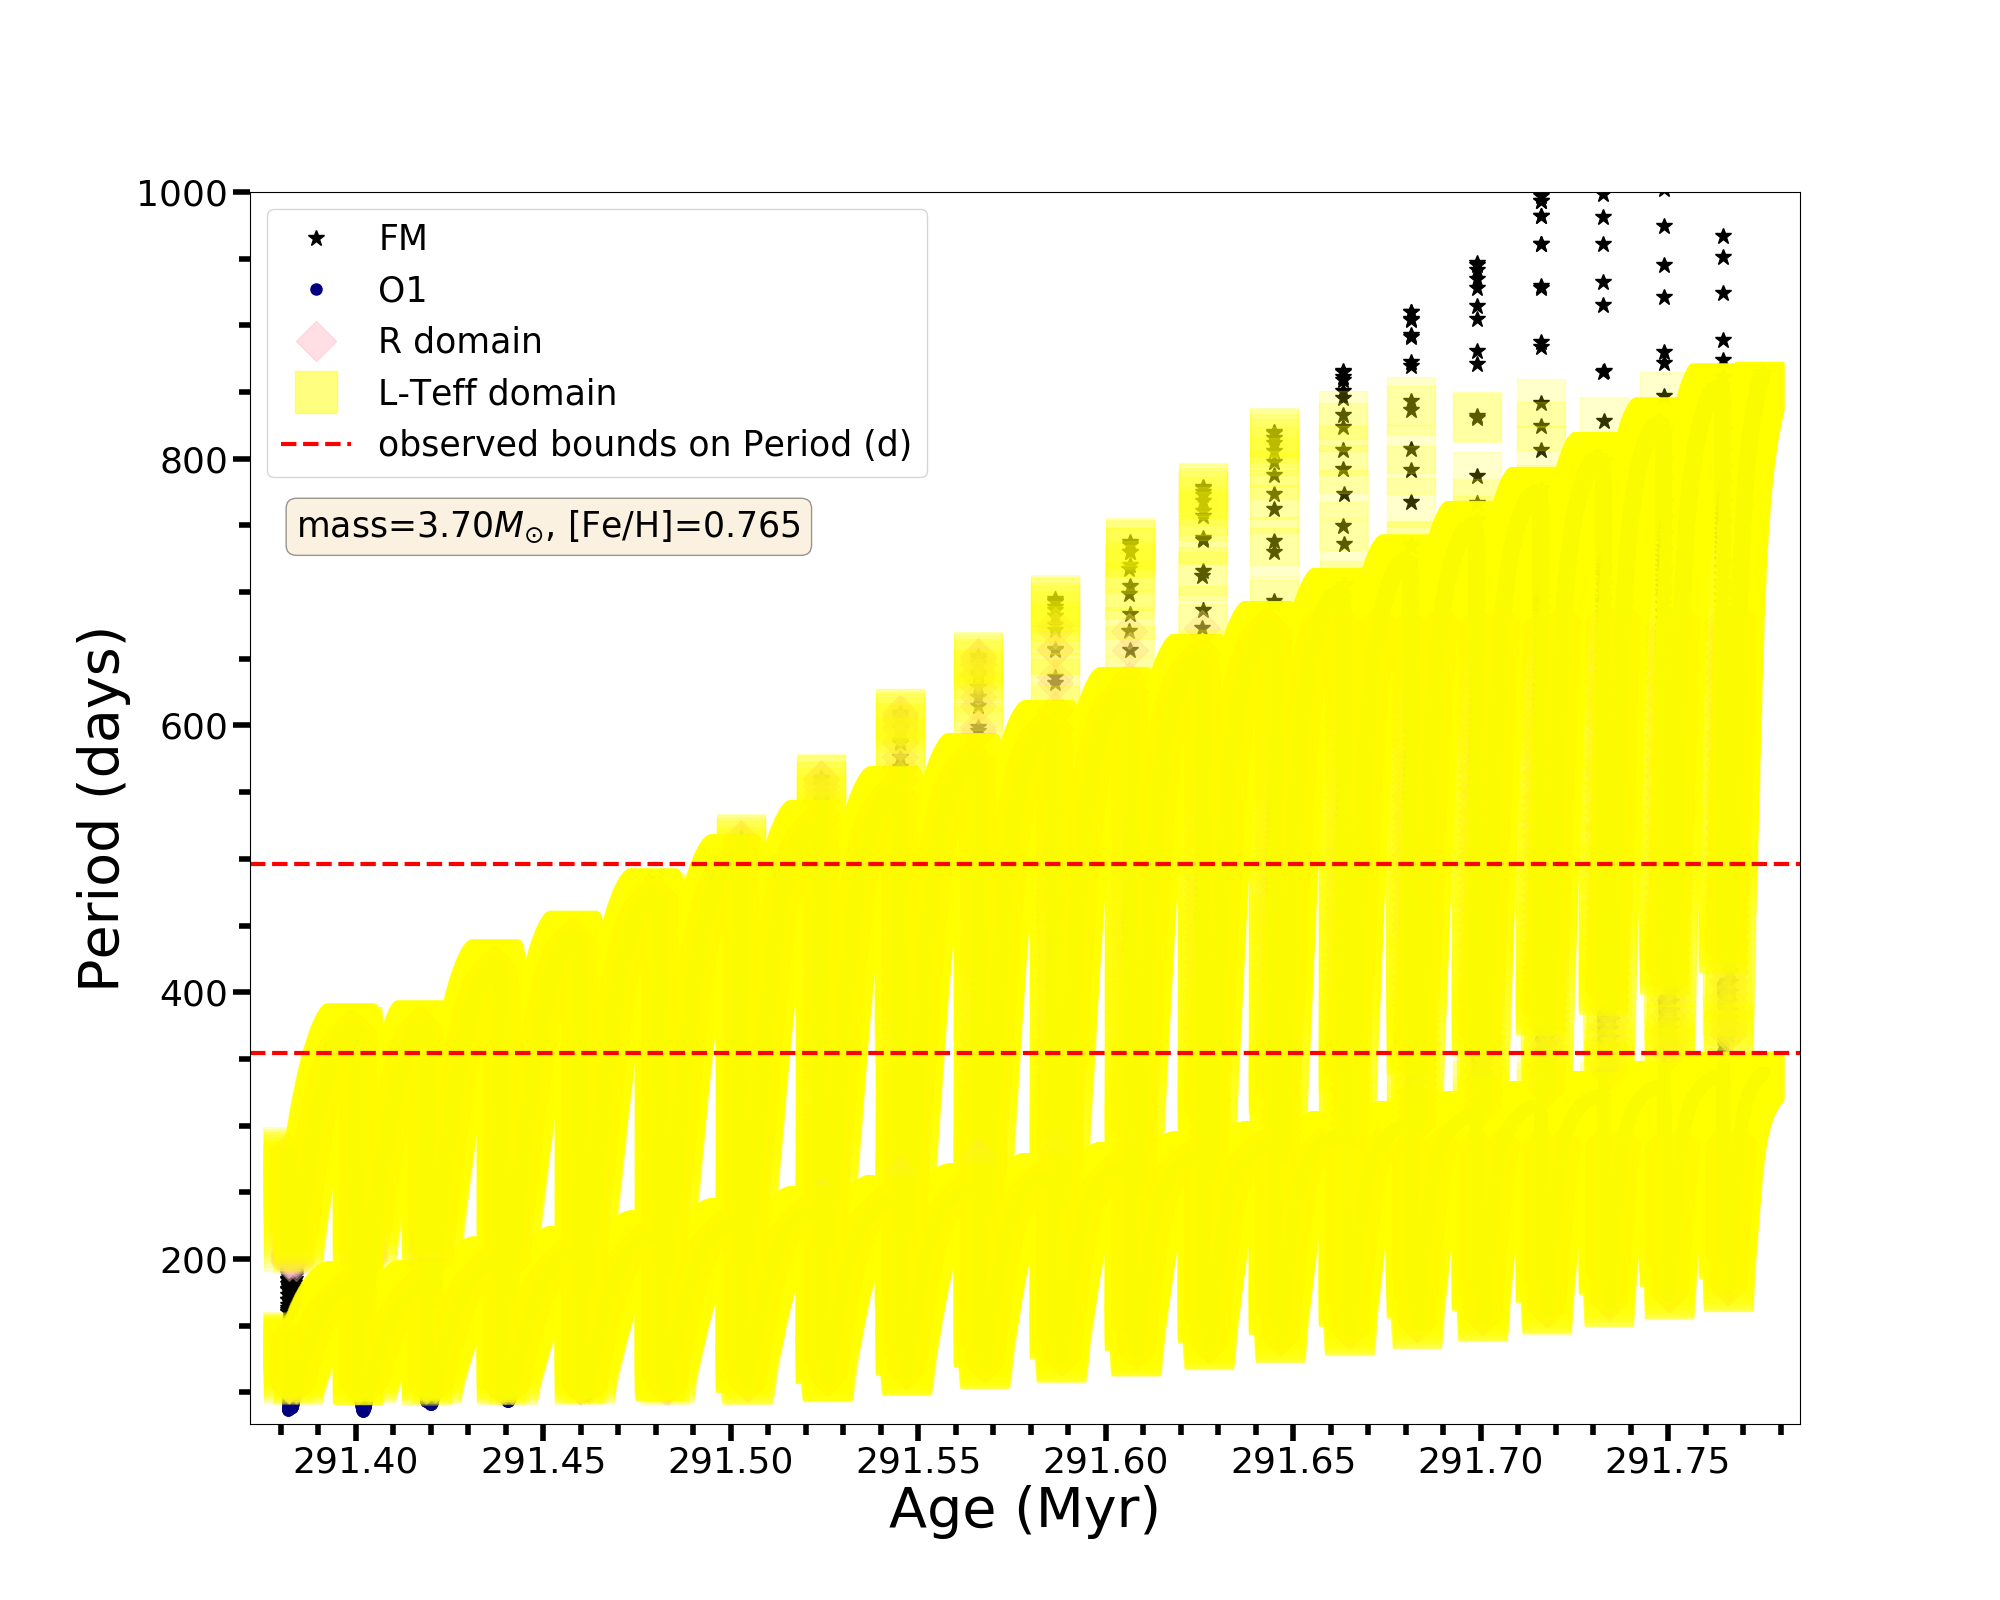 1000
800
600
400
200
Period (days)
FM
O1
R domain
L-Teff domain
observed bounds on Period (d)
mass=3.70M⊙, [Fe/H]=0.765
291.40 291.45 291.50 291.55 291.60 291.65 291.70 291.75
Age (Myr)